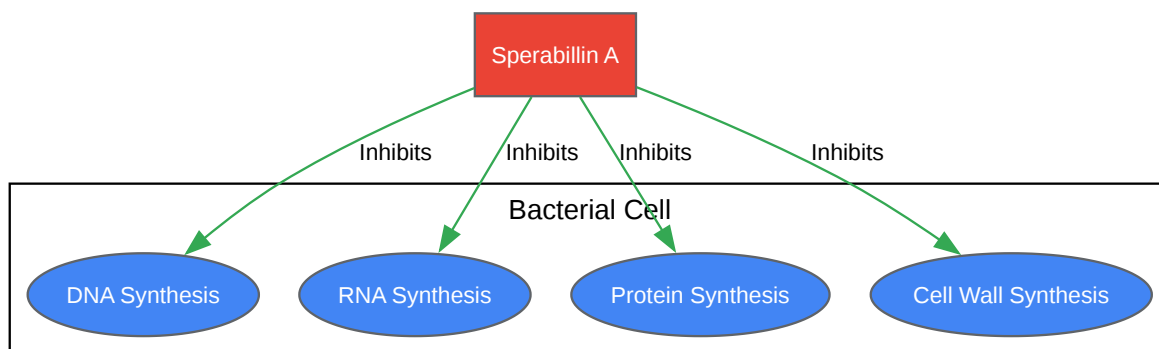 Sperabillin A
Inhibits Inhibits Inhibits Inhibits
Bacterial Cell
DNA Synthesis RNA Synthesis Protein Synthesis Cell Wall Synthesis